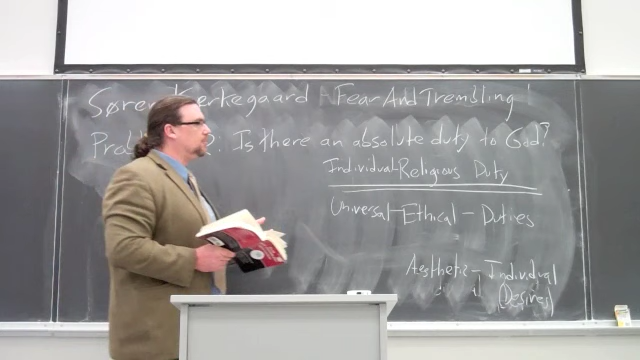 Søren Kierkegaard Fear And Trembling
2. Is there an absolute duty to God?
Individual-Religious Duty
Universal-Ethical-Duties
Aesthetic-Individual
(Desires)